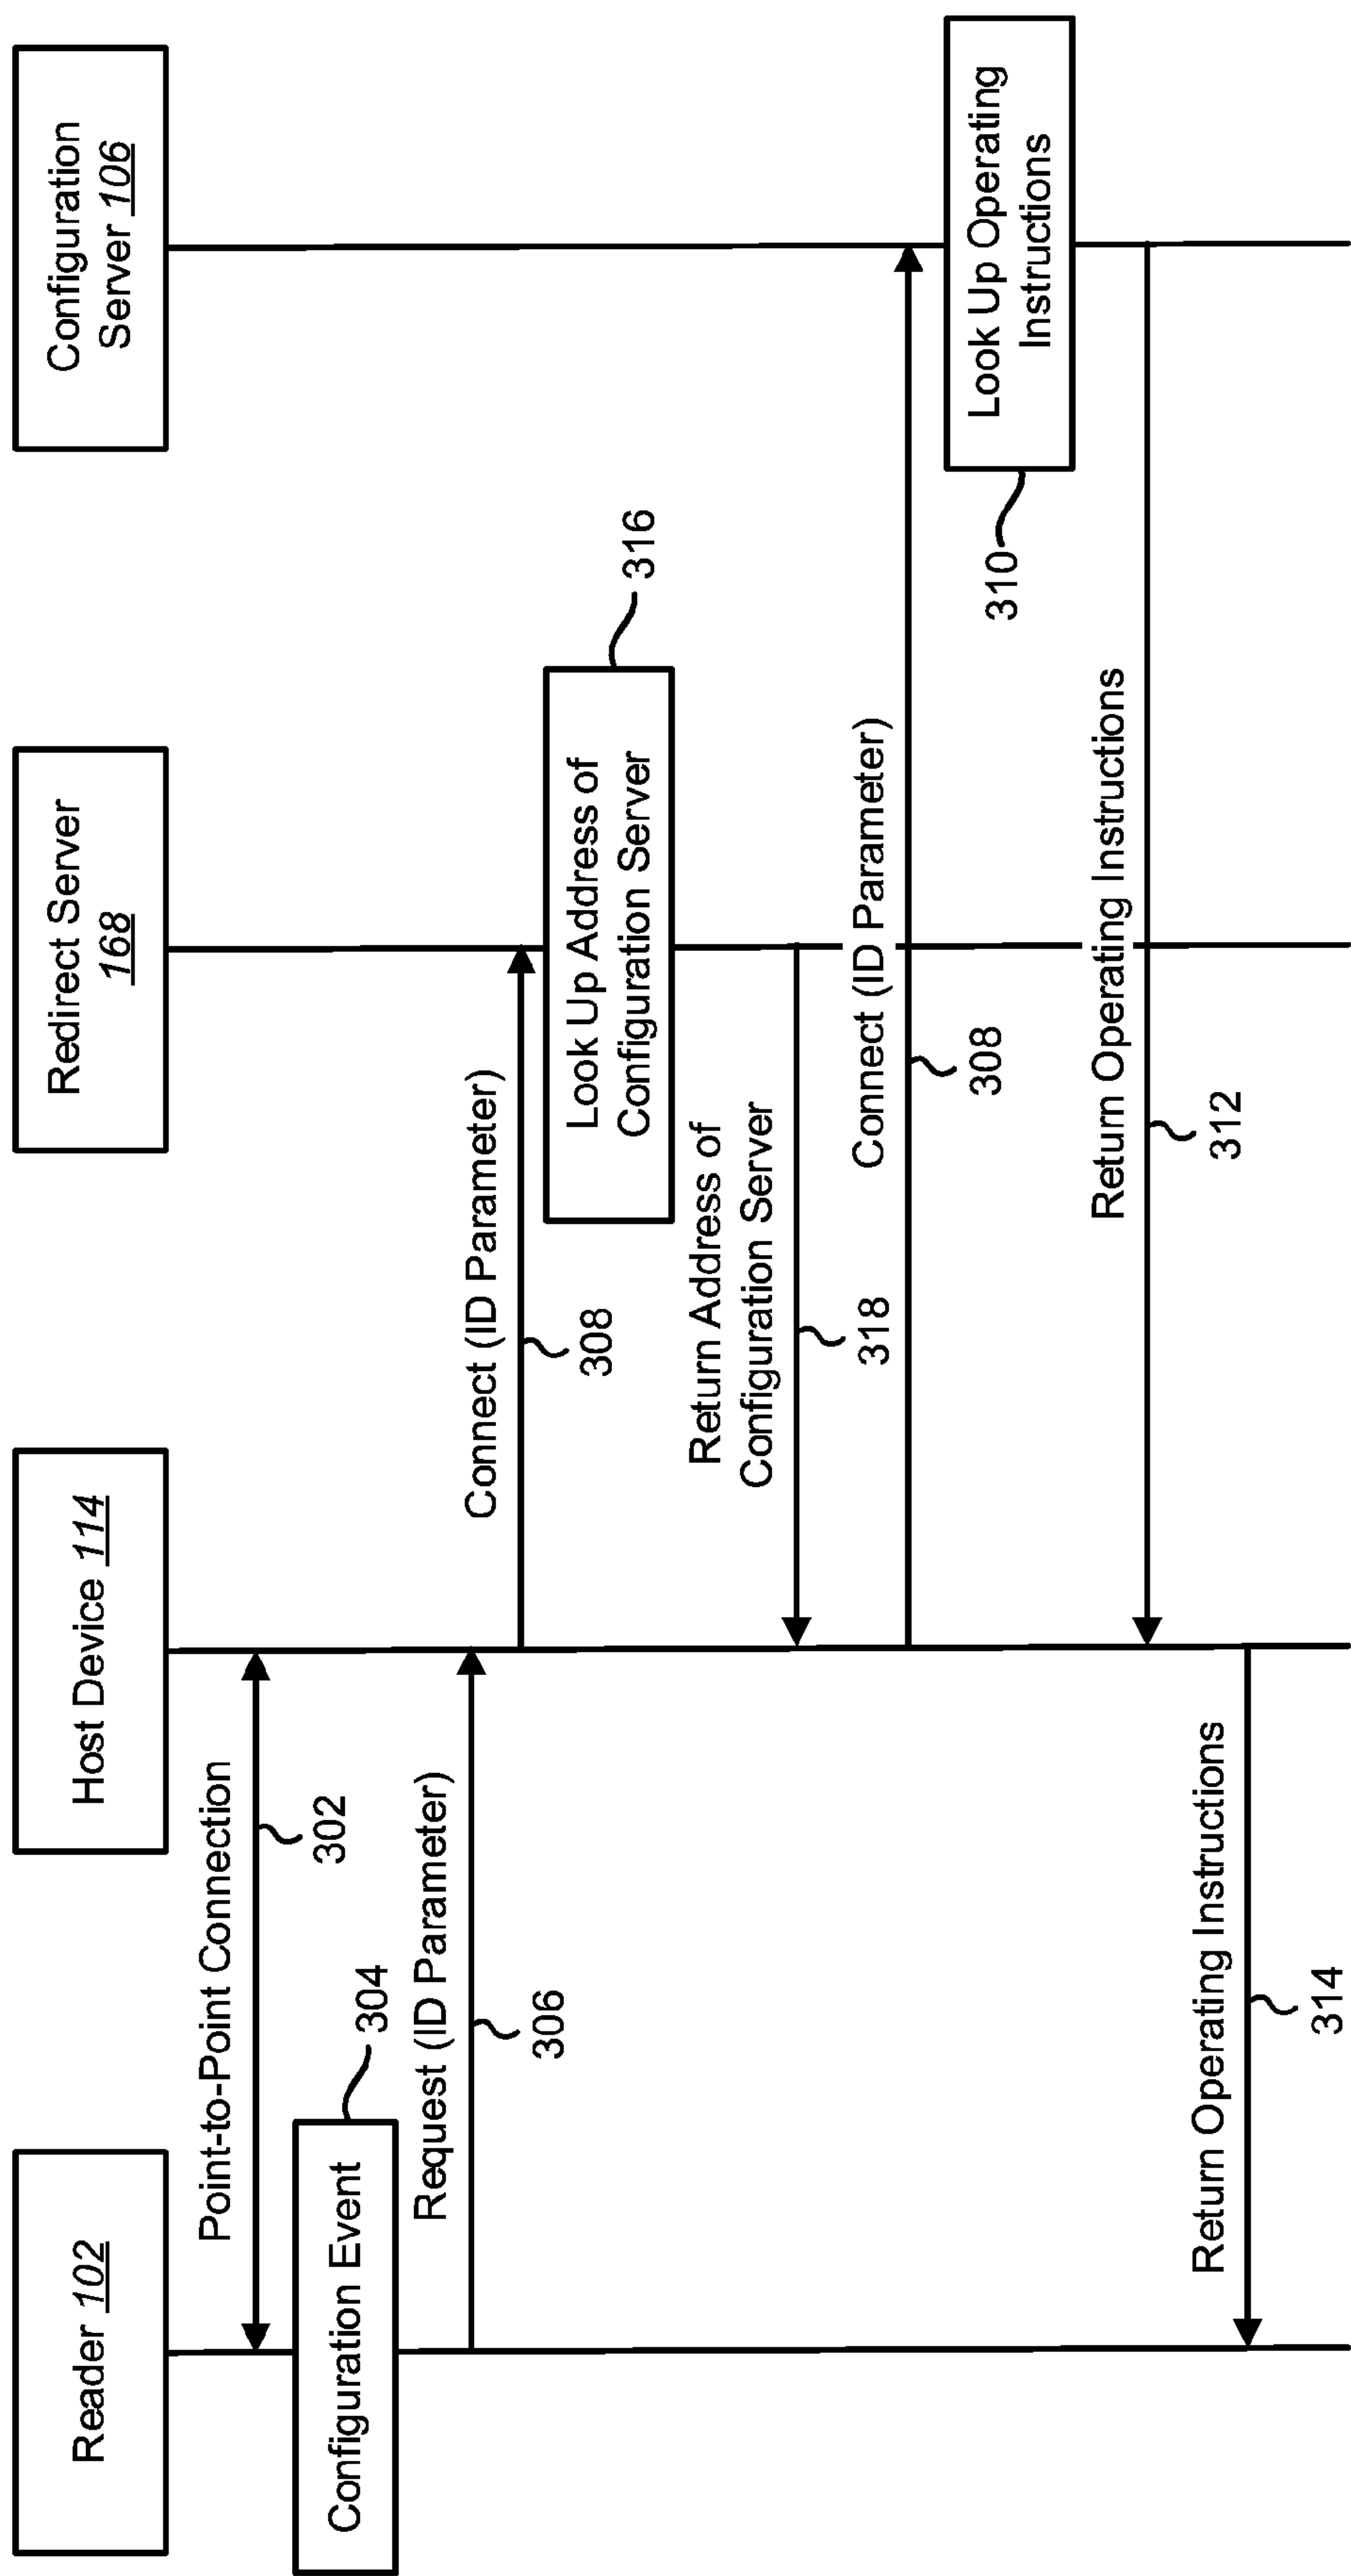 Reader 102
Host Device 114
Redirect Server
168
Configuration
Server 106
Point-to-Point Connection
302
Configuration Event
304
Request (ID Parameter)
306
Connect (ID Parameter)
308
Look Up Address of
Configuration Server
316
Return Address of
Configuration Server
318
Connect (ID Parameter)
308
Look Up Operating
Instructions
310
Return Operating Instructions
312
Return Operating Instructions
314